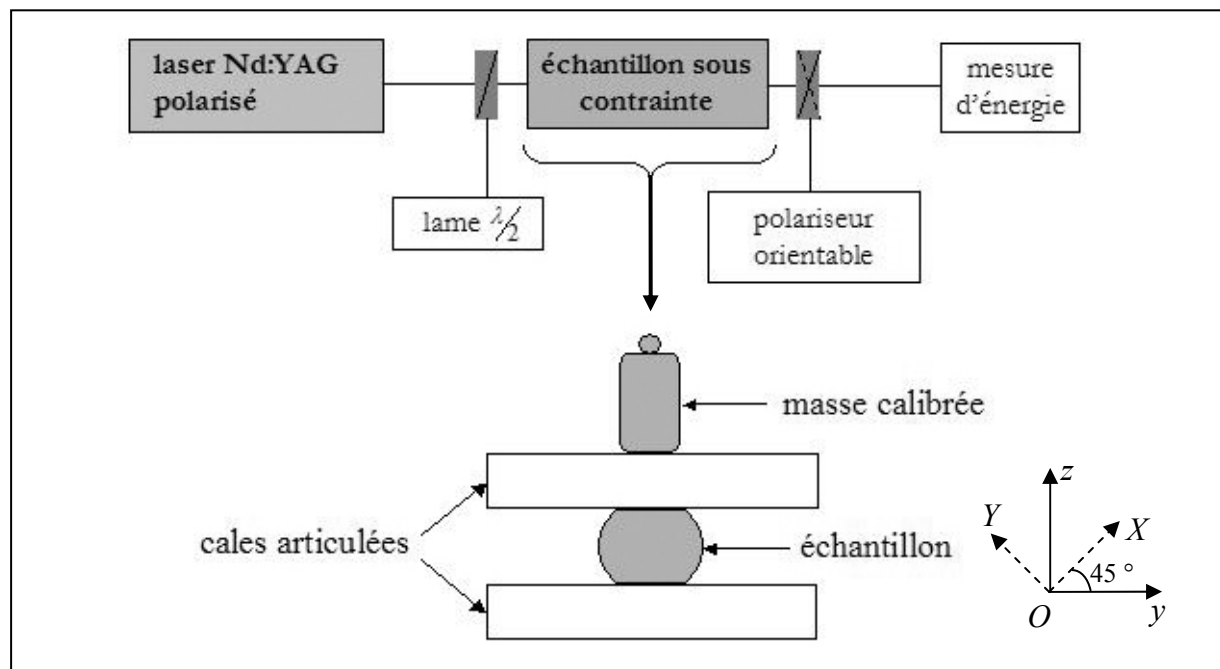 laser Nd:YAG
polarisé
échantillon sous
contrainte
mesure
d'énergie
lame λ/2
polariseur
orientable
masse calibrée
cales articulées
échantillon
z
Y
X
45 °
O
y